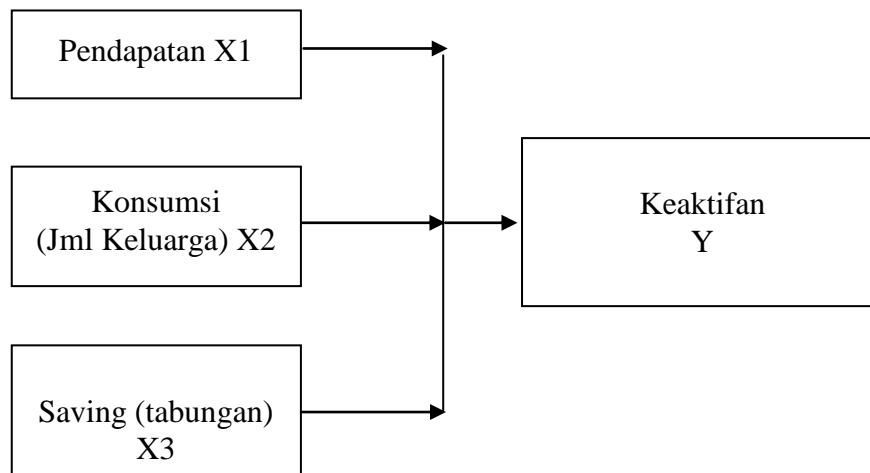 Pendapatan X1
Konsumsi
(Jml Keluarga) X2
Keaktifan
Y
Saving (tabungan)
X3